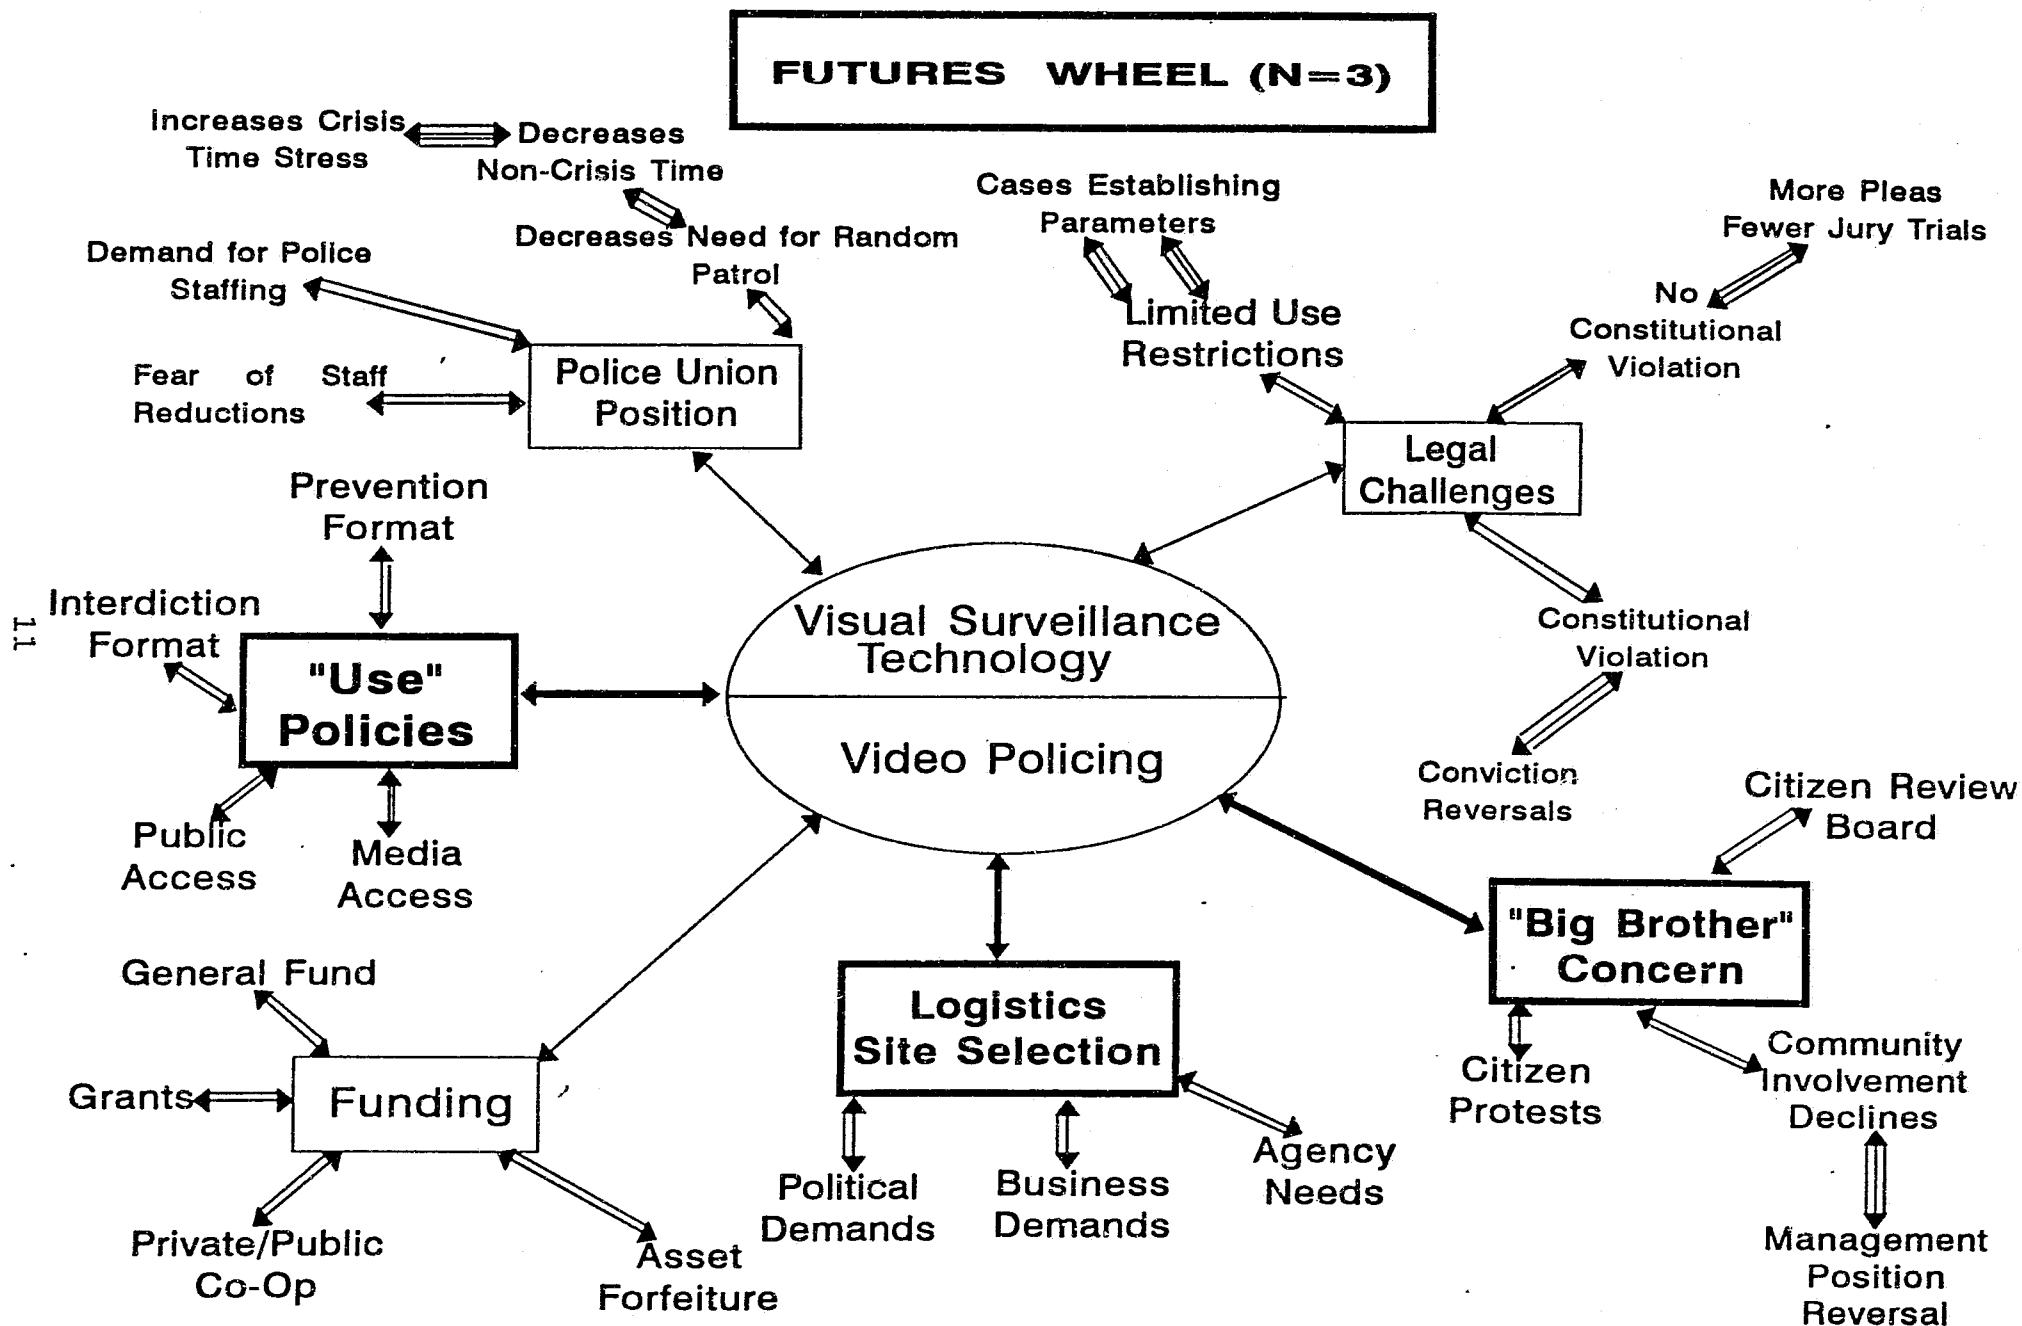 FUTURES WHEEL (N=3)
Increases Crisis
Time Stress
Decreases
Non-Crisis Time
Decreases Need for Random
Patrol
Demand for Police
Staffing
Fear of Staff
Reductions
Police Union
Position
Cases Establishing
Parameters
Limited Use
Restrictions
More Pleas
Fewer Jury Trials
No
Constitutional
Violation
Legal
Challenges
Constitutional
Violation
Conviction
Reversals
Prevention
Format
Interdiction
Format
"Use"
Policies
Public
Access
Media
Access
Visual Surveillance
Technology
Video Policing
Citizen Review
Board
"Big Brother"
Concern
Citizen
Protests
Community
Involvement
Declines
Management
Position
Reversal
General Fund
Grants
Funding
Private/Public
Co-Op
Asset
Forfeiture
Logistics
Site Selection
Political
Demands
Business
Demands
Agency
Needs
11